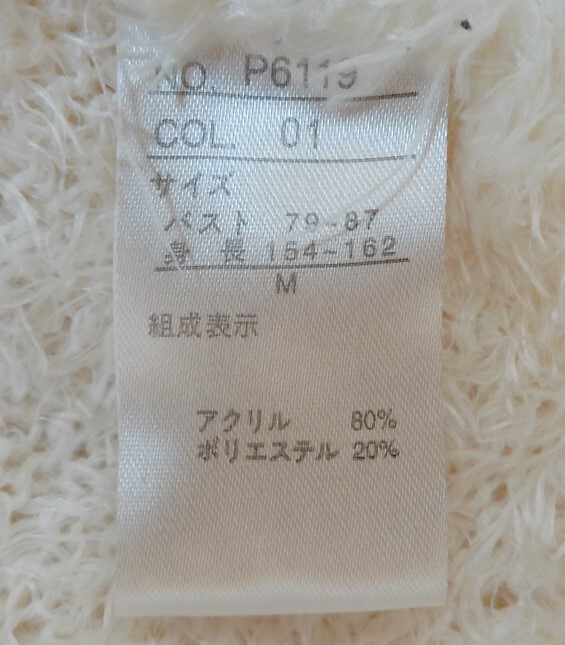 NO. P6119
COL. 01
サイズ
バスト 79-87
身 長 154-162
M
組成表示
アクリル 80%
ポリエステル 20%